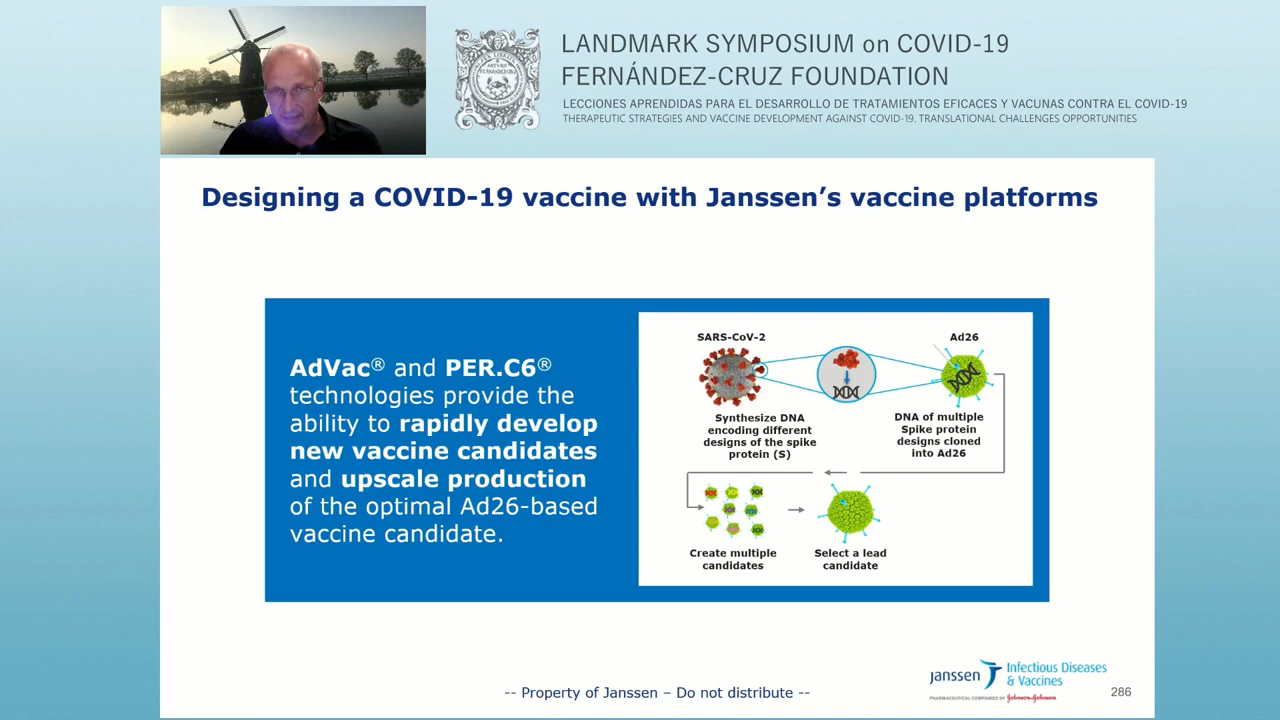 LANDMARK SYMPOSIUM on COVID-19
FERNÁNDEZ-CRUZ FOUNDATION
LECCIONES APRENDIDAS PARA EL DESARROLLO DE TRATAMIENTOS EFICACES Y VACUNAS CONTRA EL COVID-19
THERAPEUTIC STRATEGIES AND VACCINE DEVELOPMENT AGAINST COVID-19. TRANSLATIONAL CHALLENGES OPPORTUNITIES
Designing a COVID-19 vaccine with Janssen’s vaccine platforms
AdVac® and PER.C6®
technologies provide the
ability to rapidly develop
new vaccine candidates
and upscale production
of the optimal Ad26-based
vaccine candidate.
SARS-CoV-2
Ad26
Synthesize DNA
encoding different
designs of the spike
protein (S)
DNA of multiple
Spike protein
designs cloned
into Ad26
Create multiple
candidates
Select a lead
candidate
janssen
Infectious Diseases
& Vaccines
PHARMACEUTICAL COMPANIES OF Johnson & Johnson
-- Property of Janssen – Do not distribute --
286